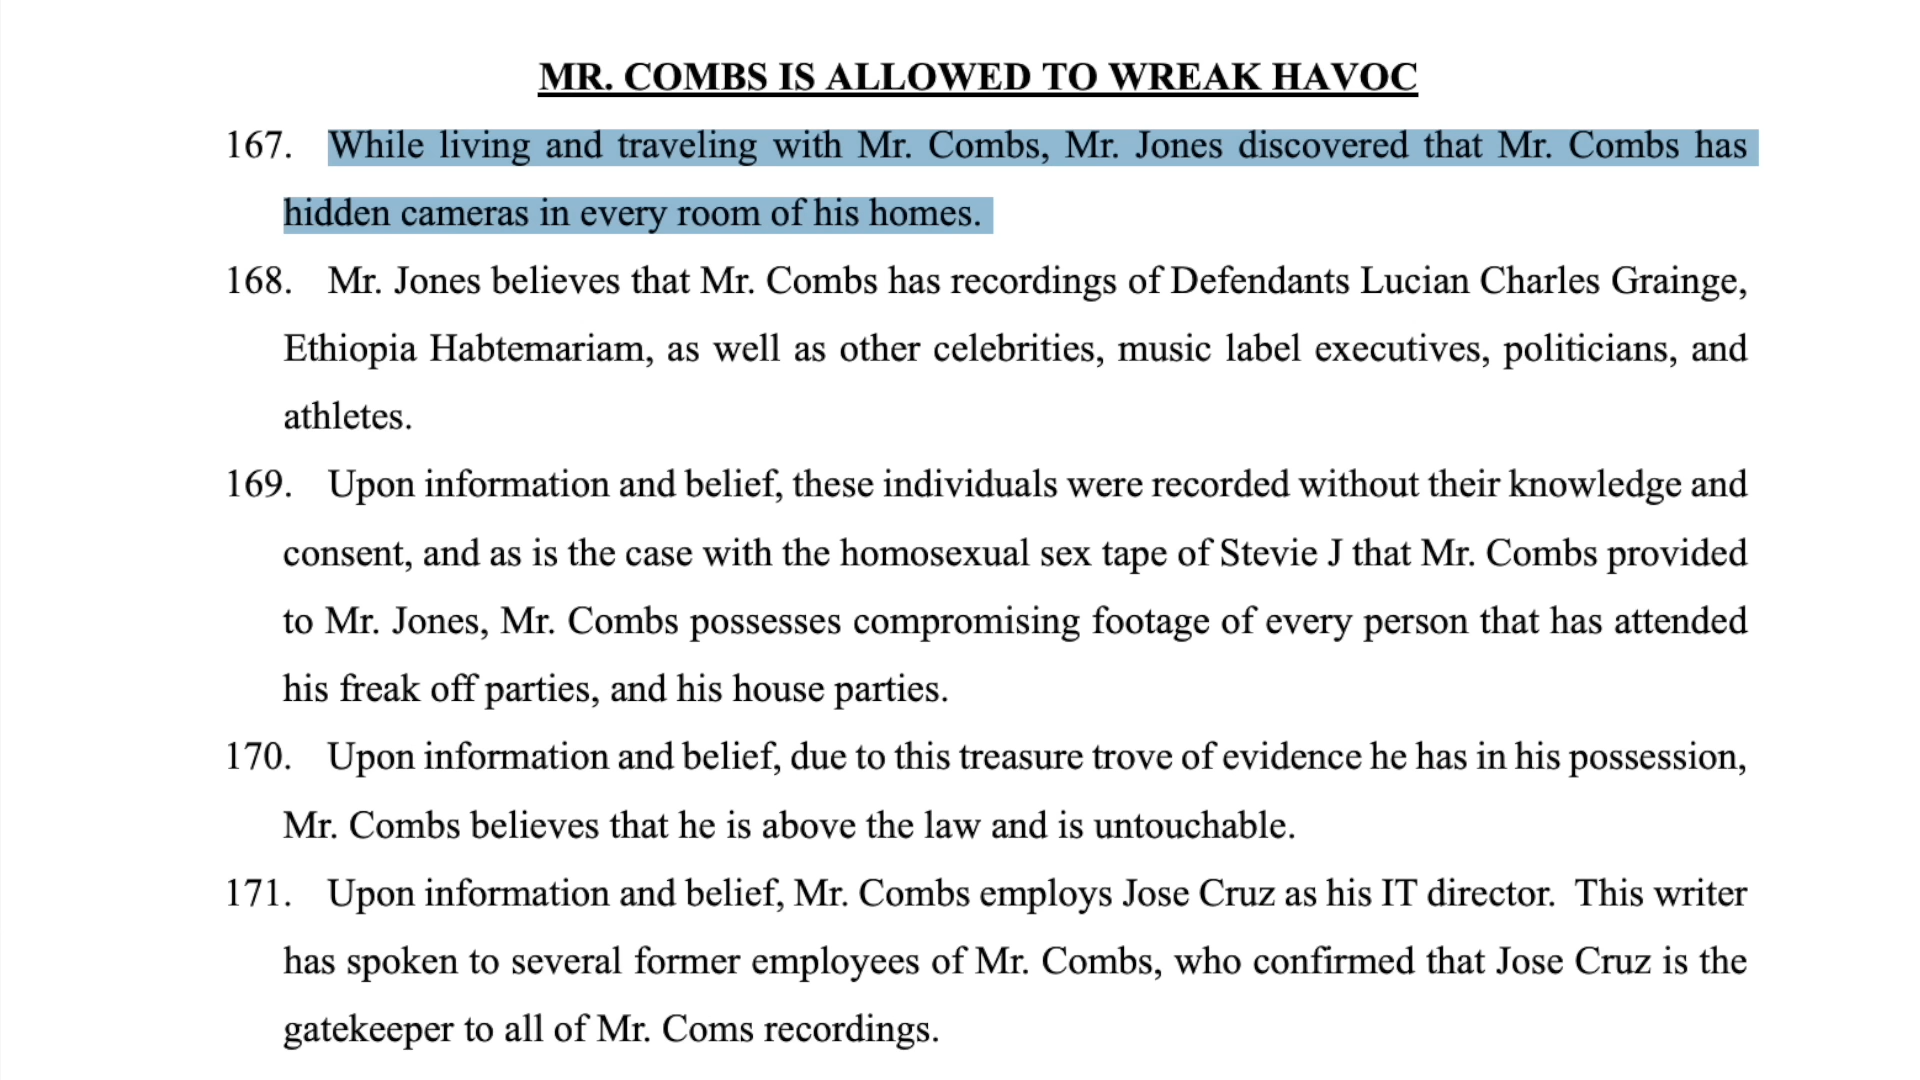 MR. COMBS IS ALLOWED TO WREAK HAVOC
167. While living and traveling with Mr. Combs, Mr. Jones discovered that Mr. Combs has
hidden cameras in every room of his homes.
168. Mr. Jones believes that Mr. Combs has recordings of Defendants Lucian Charles Grainge,
Ethiopia Habtemariam, as well as other celebrities, music label executives, politicians, and
athletes.
169. Upon information and belief, these individuals were recorded without their knowledge and
consent, and as is the case with the homosexual sex tape of Stevie J that Mr. Combs provided
to Mr. Jones, Mr. Combs possesses compromising footage of every person that has attended
his freak off parties, and his house parties.
170. Upon information and belief, due to this treasure trove of evidence he has in his possession,
Mr. Combs believes that he is above the law and is untouchable.
171. Upon information and belief, Mr. Combs employs Jose Cruz as his IT director. This writer
has spoken to several former employees of Mr. Combs, who confirmed that Jose Cruz is the
gatekeeper to all of Mr. Coms recordings.